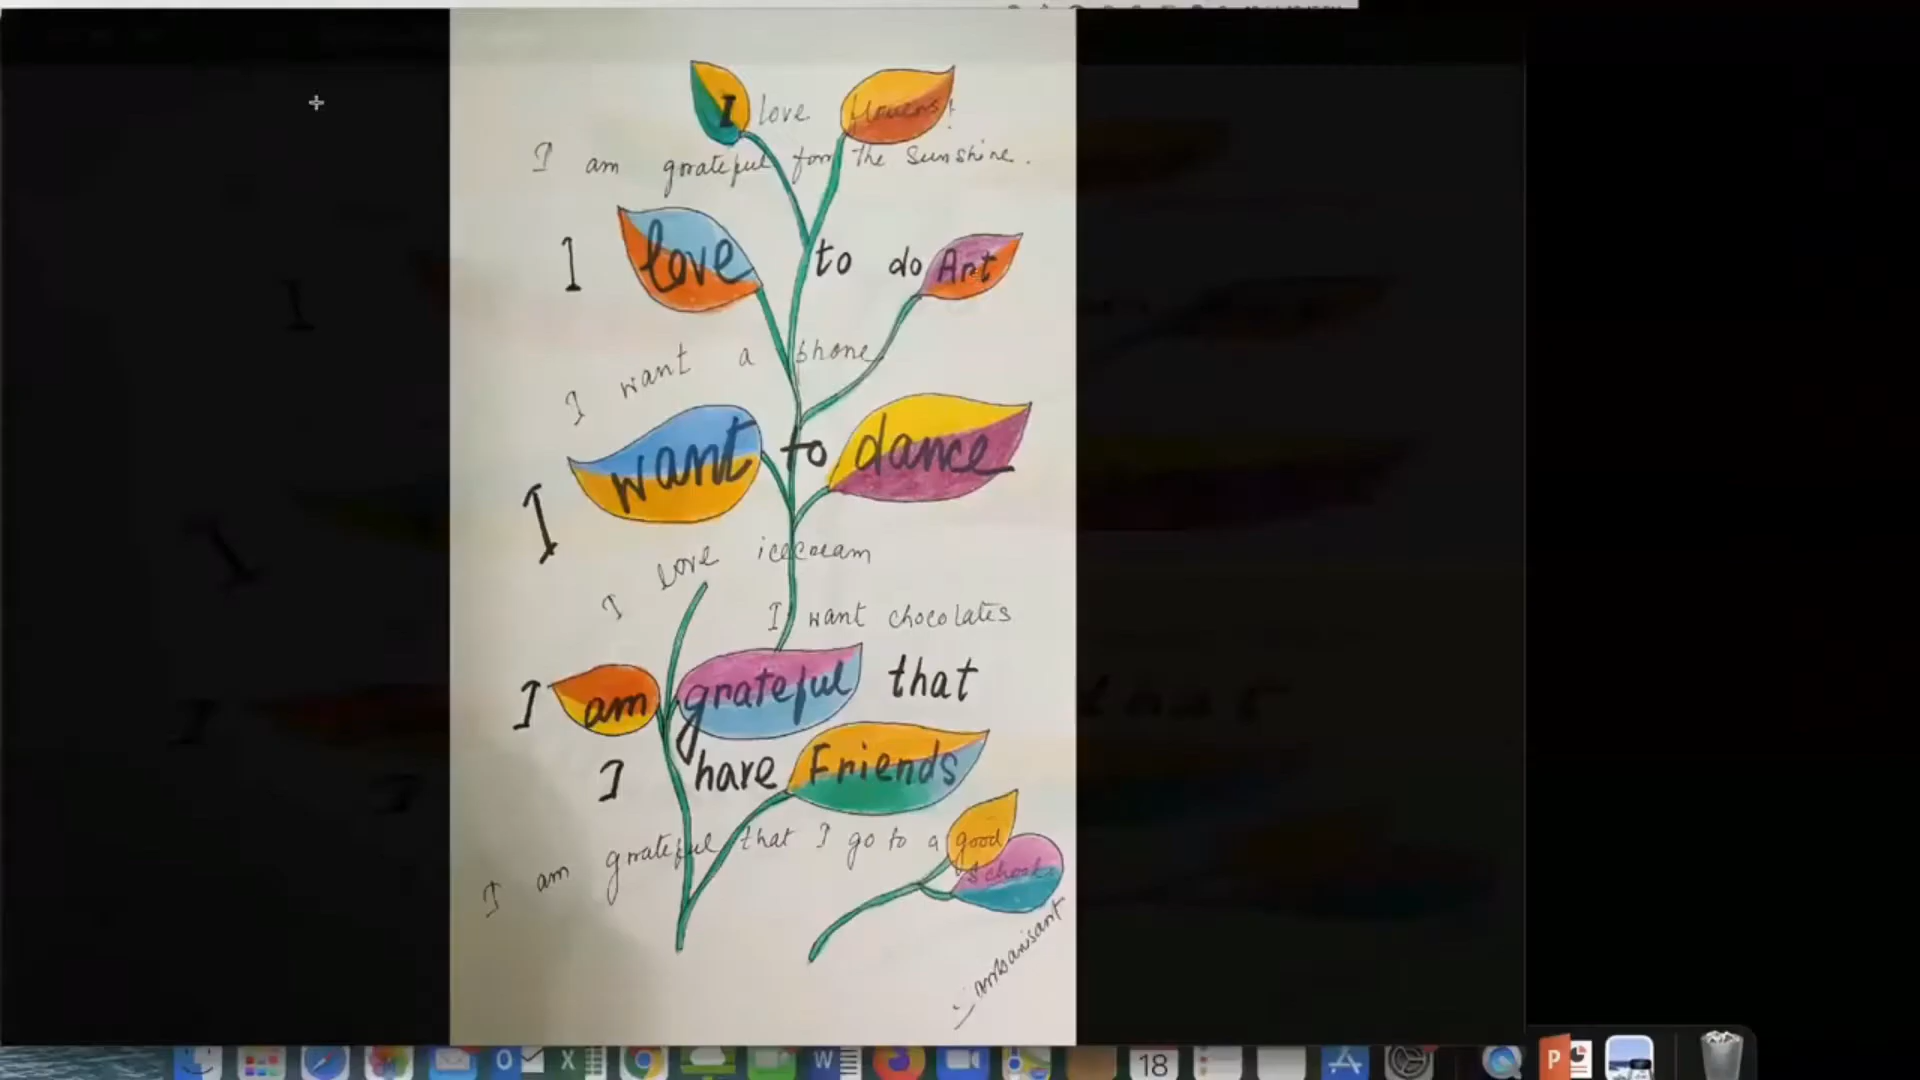 I love flowers!
I am grateful for the sunshine.
I love to do Art
I want a phone
I want to dance
I love icecream
I want chocolates
I am grateful that
I have Friends
I am grateful that I go to a good
school
18